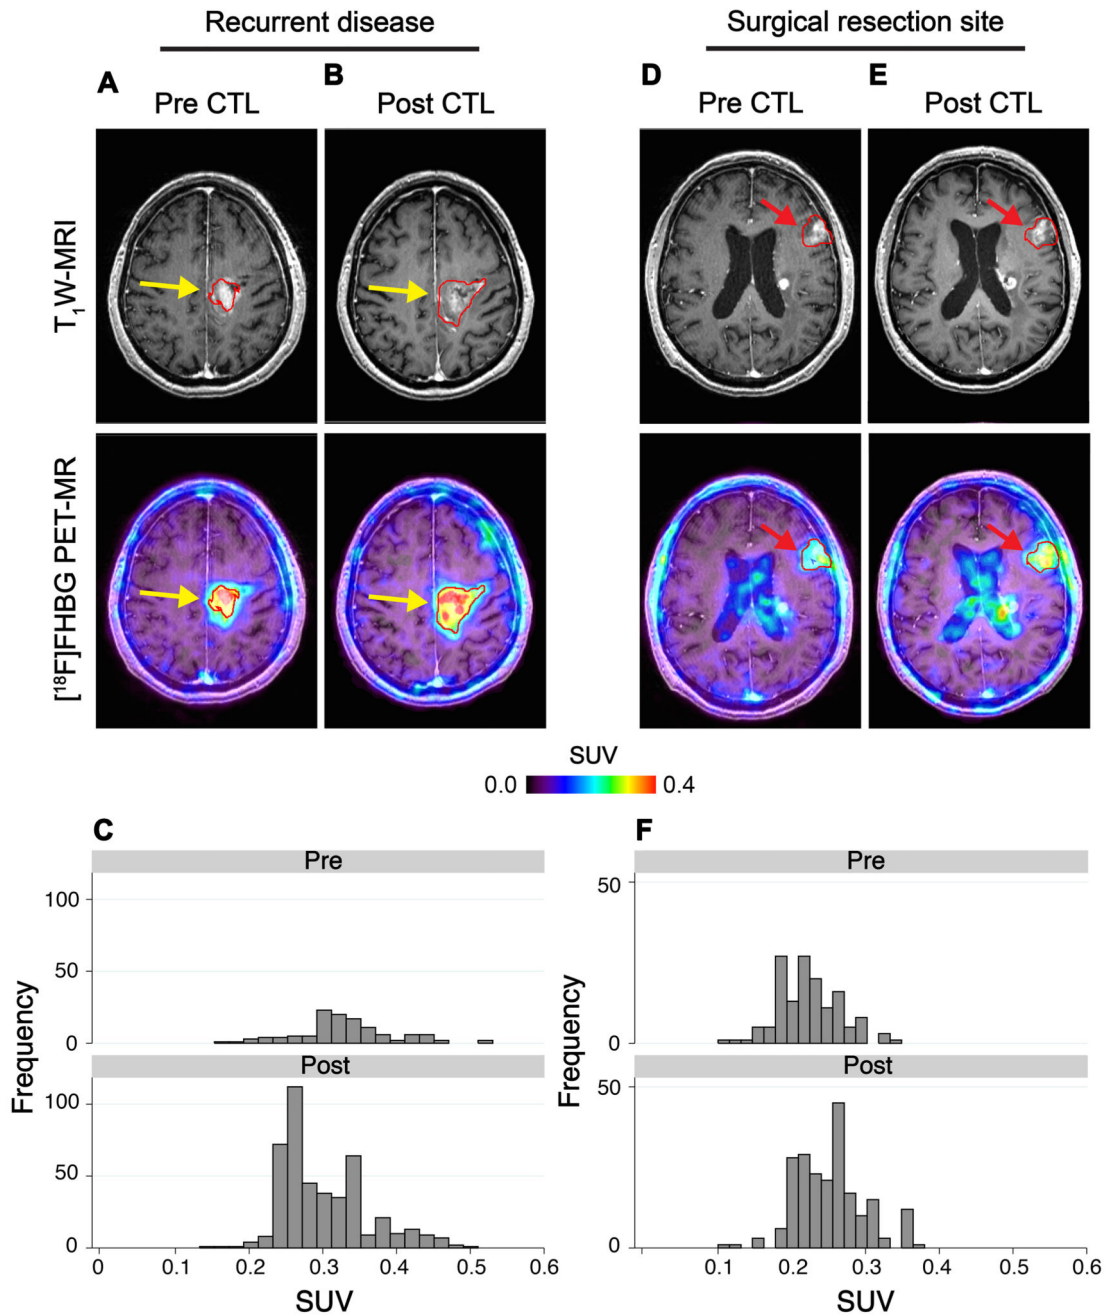 Recurrent disease
Surgical resection site
A
B
D
E
Pre CTL
Post CTL
Pre CTL
Post CTL
T1W-MRI
[18F]FHBG PET-MR
SUV
0.0
0.4
C
F
Pre
Pre
100
50
0
50
0
Post
Post
100
50
0
50
0
Frequency
Frequency
0 0.1 0.2 0.3 0.4 0.5 0.6
0.1 0.2 0.3 0.4 0.5 0.6
SUV
SUV